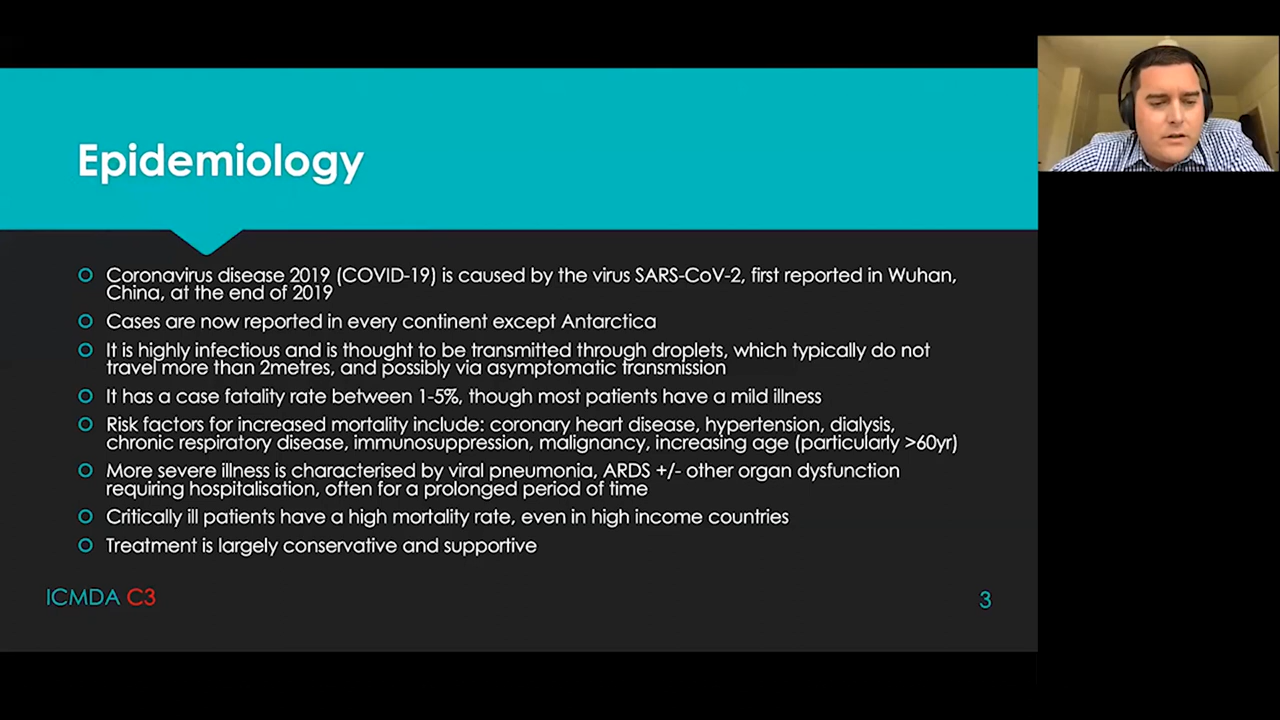 Epidemiology
Coronavirus disease 2019 (COVID-19) is caused by the virus SARS-CoV-2, first reported in Wuhan,
China, at the end of 2019
Cases are now reported in every continent except Antarctica
It is highly infectious and is thought to be transmitted through droplets, which typically do not
travel more than 2metres, and possibly via asymptomatic transmission
It has a case fatality rate between 1-5%, though most patients have a mild illness
Risk factors for increased mortality include: coronary heart disease, hypertension, dialysis,
chronic respiratory disease, immunosuppression, malignancy, increasing age (particularly >60yr)
More severe illness is characterised by viral pneumonia, ARDS +/- other organ dysfunction
requiring hospitalisation, often for a prolonged period of time
Critically ill patients have a high mortality rate, even in high income countries
Treatment is largely conservative and supportive
ICMDA C3
3